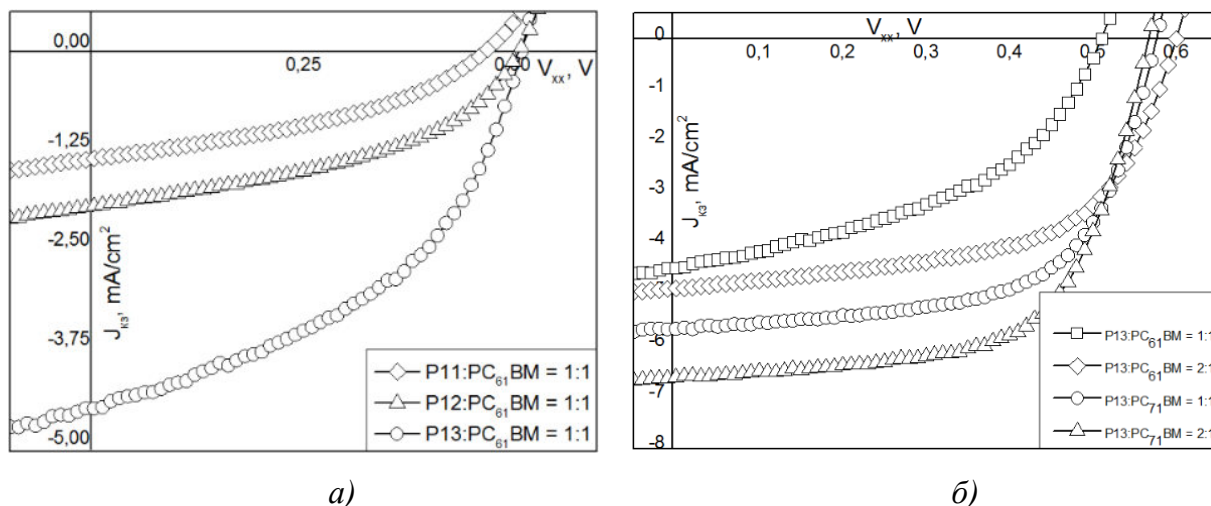 0,00
0,25
V_xx, V
-1,25
-2,50
-3,75
-5,00
J_кз, mA/cm²
P11:PC₆₁BM = 1:1
P12:PC₆₁BM = 1:1
P13:PC₆₁BM = 1:1
а)
V_xx, V
0
0,1
0,2
0,3
0,4
0,5
0,6
-1
-2
-3
-4
-6
-7
-8
J_кз, mA/cm²
P13:PC₆₁BM = 1:1
P13:PC₆₁BM = 2:1
P13:PC₇₁BM = 1:1
P13:PC₇₁BM = 2:1
б)